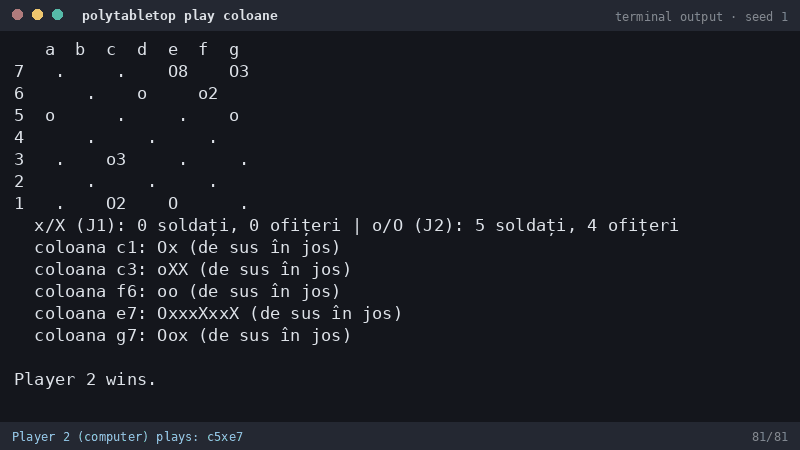 polytabletop play coloane
terminal output · seed 1
a b c d e f g
7 . . O8 O3
6 . o o2
5 o . . o
4 . . .
3 . o3 . .
2 . . .
1 . O2 O .
x/X (J1): 0 soldați, 0 ofițeri | o/O (J2): 5 soldați, 4 ofițeri
coloana c1: Ox (de sus în jos)
coloana c3: oXX (de sus în jos)
coloana f6: oo (de sus în jos)
coloana e7: OxxxXxxX (de sus în jos)
coloana g7: Oox (de sus în jos)
Player 2 wins.
Player 2 (computer) plays: c5xe7
81/81